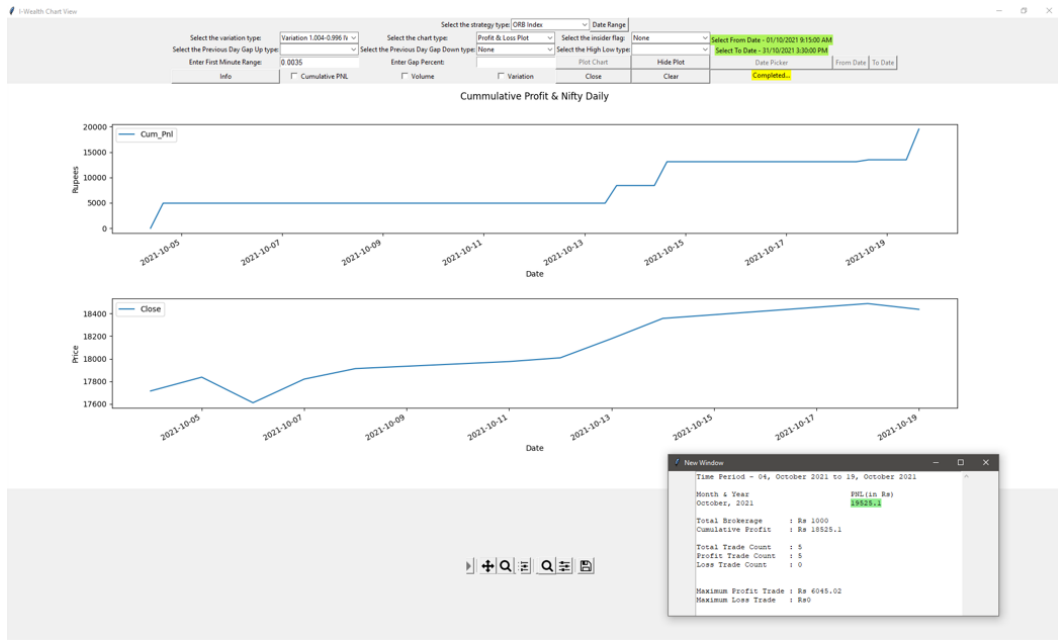 I-Wealth Chart View
Select the strategy type: ORB Index Date Range
Select the variation type: Variation 1.004-0.996 N Select the chart type: Profit & Loss Plot Select the insider flag: None Select From Date - 01/10/2021 9:15:00 AM
Select the Previous Day Gap Up type: Select the Previous Day Gap Down type: None Select the High Low type: Select To Date - 31/10/2021 3:30:00 PM
Enter First Minute Range: 0.0035 Enter Gap Percent: Plot Chart Hide Plot Date Picker From Date To Date
Info Cumulative PNL Volume Variation Close Clear Completed...
Cummulative Profit & Nifty Daily
Cum_Pnl
20000
15000
10000
5000
0
Rupees
2021-10-05 2021-10-07 2021-10-09 2021-10-11 2021-10-13 2021-10-15 2021-10-17 2021-10-19
Date
Close
18400
18200
18000
17800
17600
Price
2021-10-05 2021-10-07 2021-10-09 2021-10-11 2021-10-13 2021-10-15 2021-10-17 2021-10-19
Date
New Window
Time Period - 04, October 2021 to 19, October 2021
Month & Year PNL(in Rs)
October, 2021 19525.1
Total Brokerage : Rs 1000
Cumulative Profit : Rs 18525.1
Total Trade Count : 5
Profit Trade Count : 5
Loss Trade Count : 0
Maximum Profit Trade : Rs 6045.02
Maximum Loss Trade : Rs0